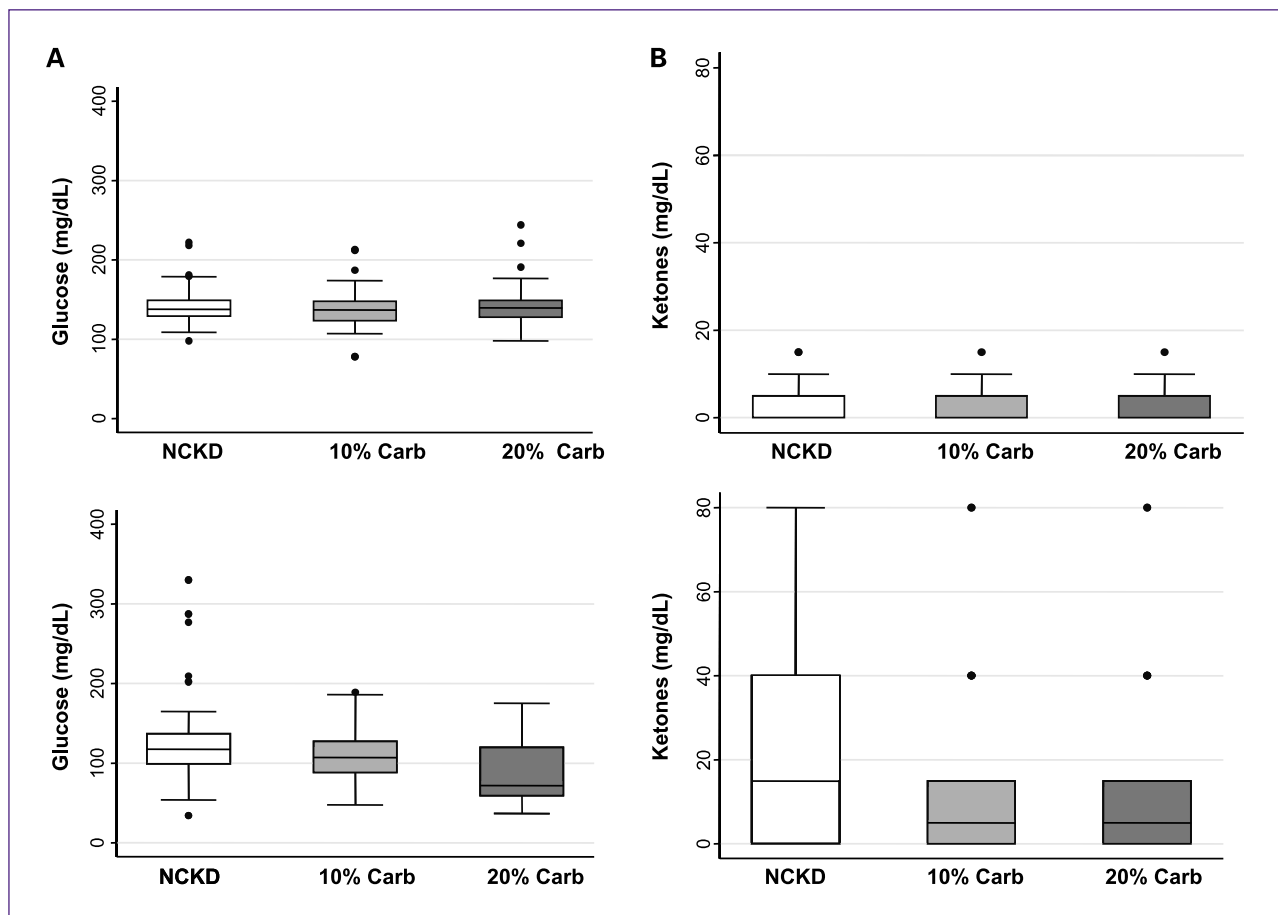 A
Glucose (mg/dL)
400
300
200
100
0
NCKD 10% Carb 20% Carb
B
Ketones (mg/dL)
80
60
40
20
0
NCKD 10% Carb 20% Carb
Glucose (mg/dL)
400
300
200
100
0
NCKD 10% Carb 20% Carb
Ketones (mg/dL)
80
60
40
20
0
NCKD 10% Carb 20% Carb